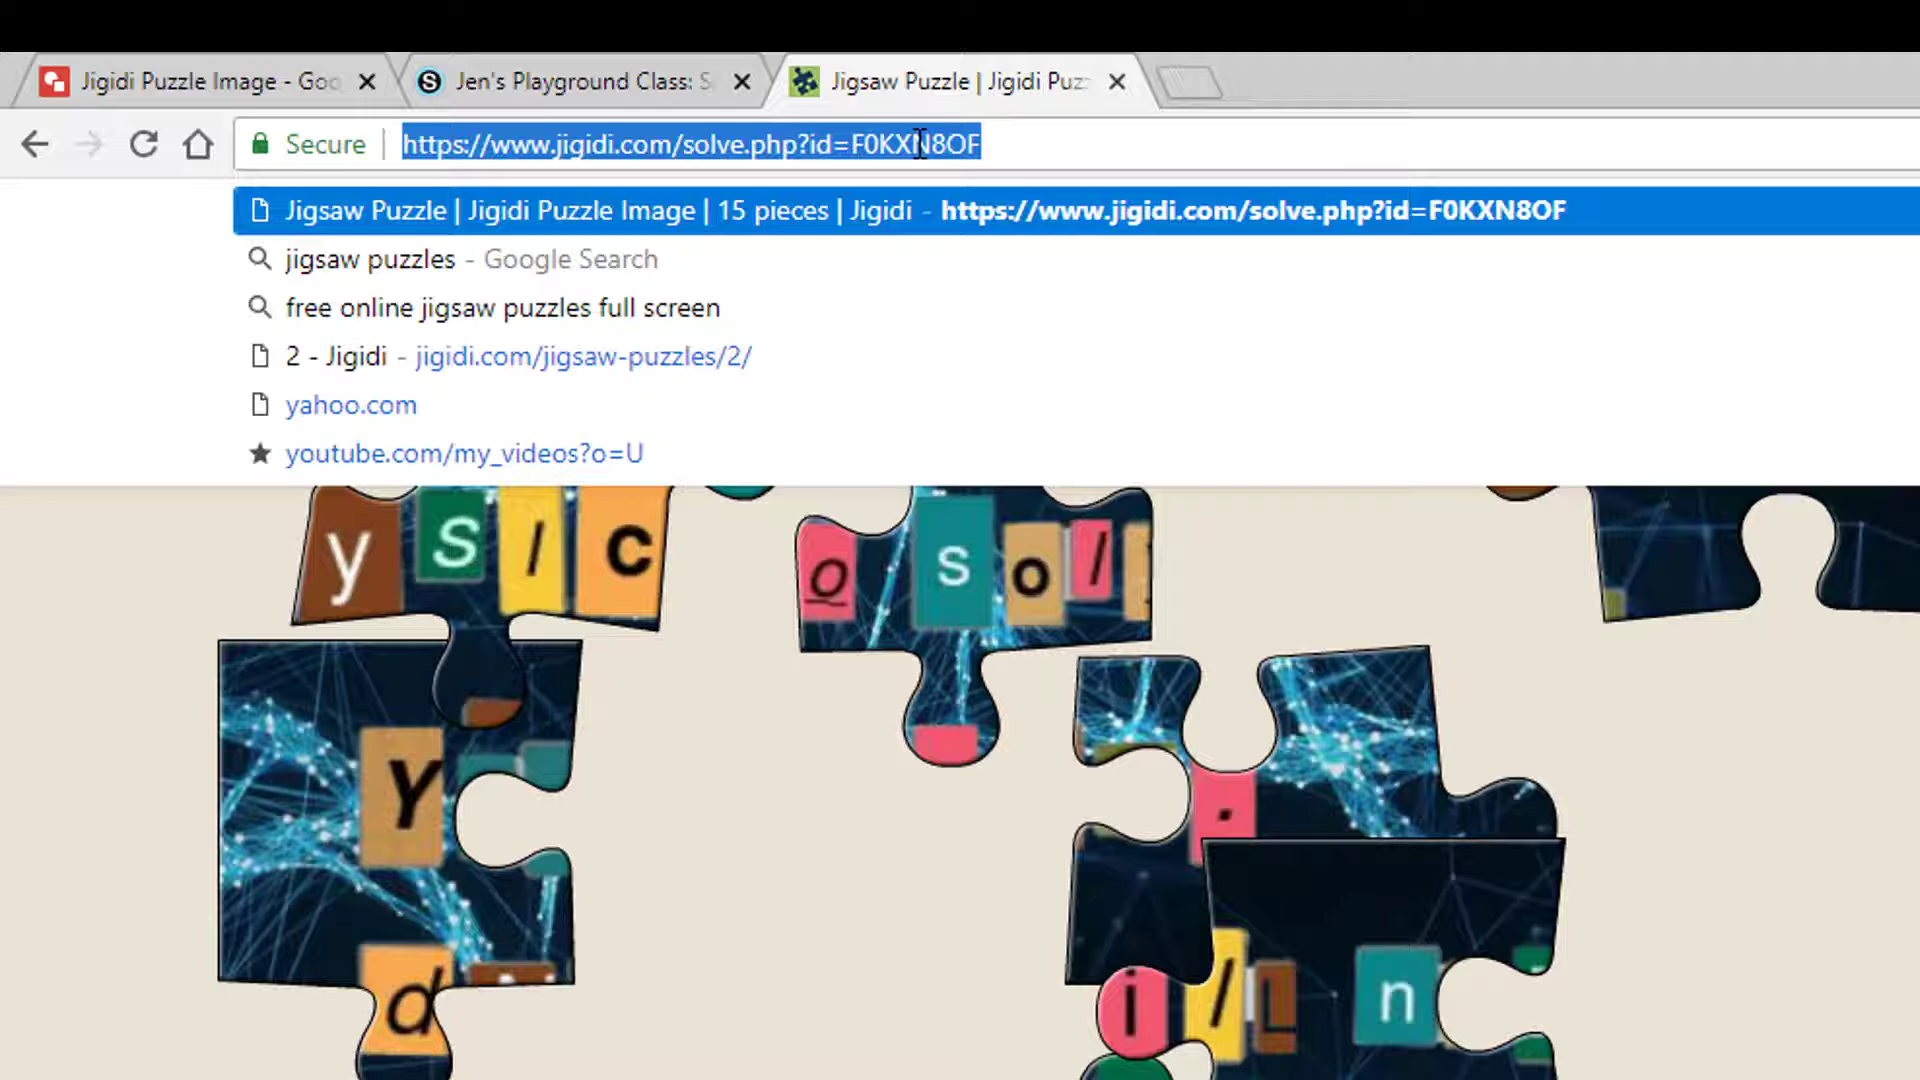 Jigidi Puzzle Image - Goo
Jen's Playground Class: S
Jigsaw Puzzle | Jigidi Puz
Secure
https://www.jigidi.com/solve.php?id=F0KXN8OF
Jigsaw Puzzle | Jigidi Puzzle Image | 15 pieces | Jigidi - https://www.jigidi.com/solve.php?id=F0KXN8OF
jigsaw puzzles - Google Search
free online jigsaw puzzles full screen
2 - Jigidi - jigidi.com/jigsaw-puzzles/2/
yahoo.com
youtube.com/my_videos?o=U
y s / c
o s o /
Y
.
d
i / L n